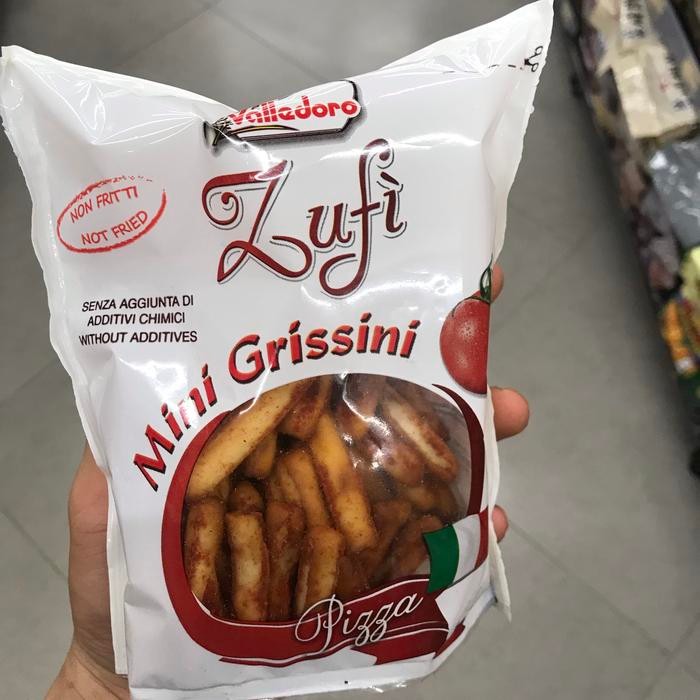 Valledoro
Zufì
NON FRITTI
NOT FRIED
SENZA AGGIUNTA DI
ADDITIVI CHIMICI
WITHOUT ADDITIVES
Mini Grissini
Pizza